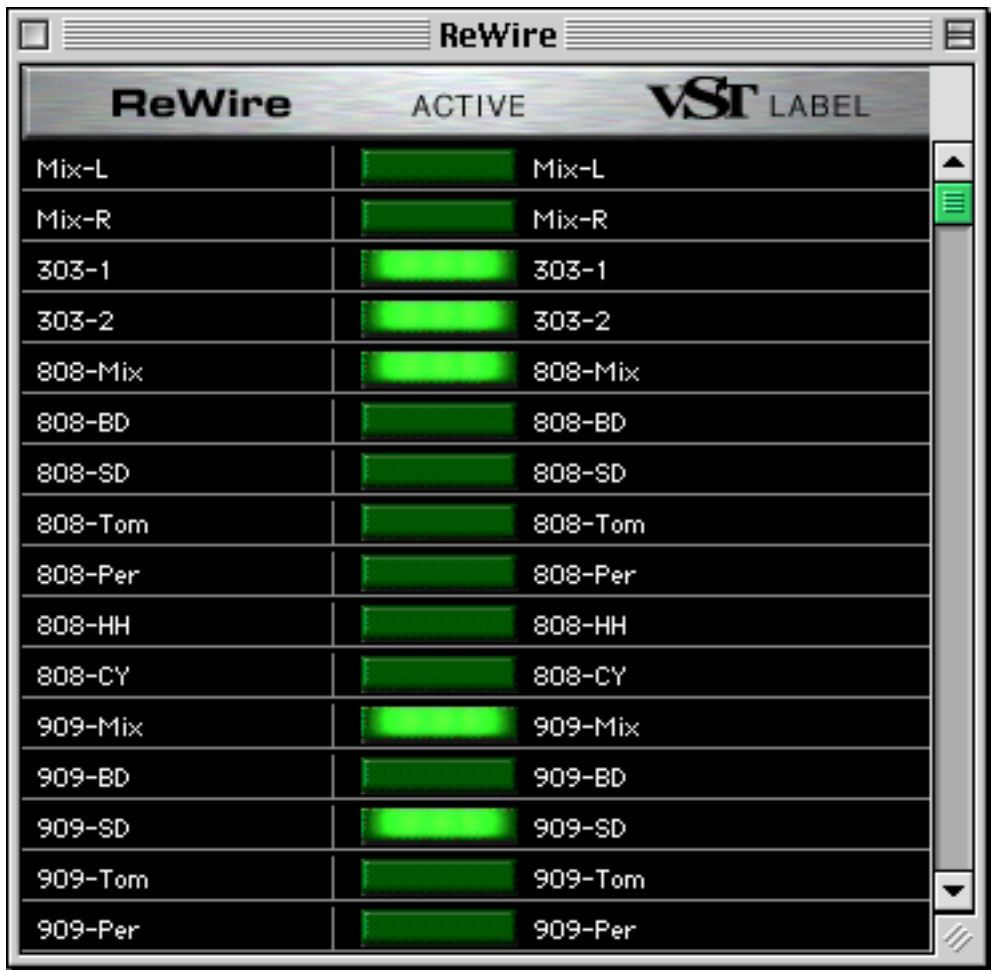 ReWire
ReWire ACTIVE VST LABEL
Mix-L Mix-L
Mix-R Mix-R
303-1 303-1
303-2 303-2
808-Mix 808-Mix
808-BD 808-BD
808-SD 808-SD
808-Tom 808-Tom
808-Per 808-Per
808-HH 808-HH
808-CY 808-CY
909-Mix 909-Mix
909-BD 909-BD
909-SD 909-SD
909-Tom 909-Tom
909-Per 909-Per